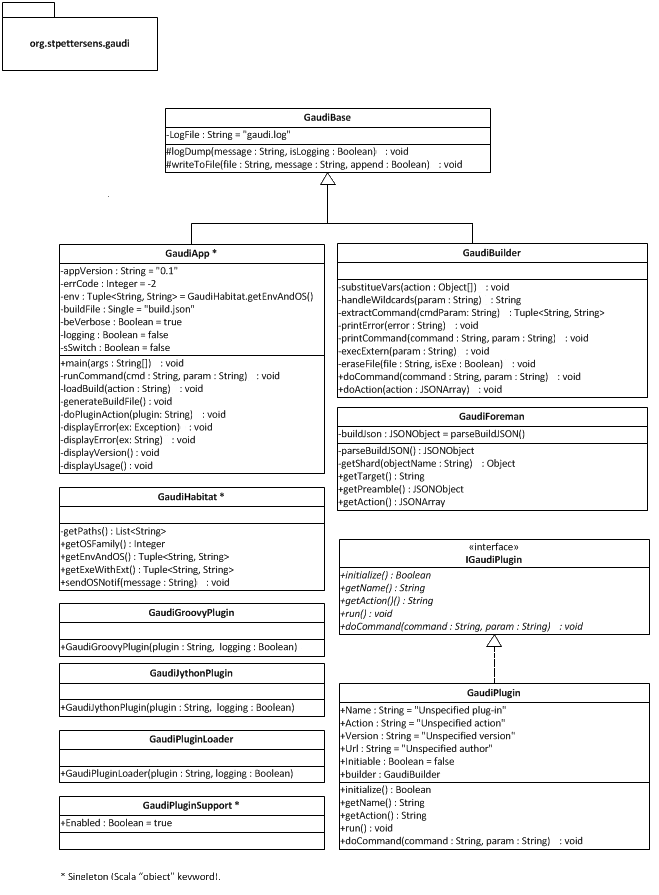 org.stpettersens.gaudi
GaudiBase
-LogFile : String = "gaudi.log"
#logDump(message : String, isLogging : Boolean) : void
#writeToFile(file : String, message : String, append : Boolean) : void
GaudiApp *
-appVersion : String = "0.1"
-errCode : Integer = -2
-env : Tuple<String, String> = GaudiHabitat.getEnvAndOS()
-buildFile : Single = "build.json"
-beVerbose : Boolean = true
-logging : Boolean = false
-sSwitch : Boolean = false
+main(args : String[]) : void
-runCommand(cmd : String, param : String) : void
-loadBuild(action : String) : void
-generateBuildFile() : void
-doPluginAction(plugin: String) : void
-displayError(ex: Exception) : void
-displayError(ex: String) : void
-displayVersion() : void
-displayUsage() : void
GaudiBuilder
-substitueVars(action : Object[]) : void
-handleWildcards(param : String) : String
-extractCommand(cmdParam: String) : Tuple<String, String>
-printError(error : String) : void
-printCommand(command : String, param : String) : void
-execExtern(param : String) : void
-eraseFile(file : String, isExe : Boolean) : void
+doCommand(command : String, param : String) : void
+doAction(action : JSONArray) : void
GaudiForeman
-buildJson : JSONObject = parseBuildJSON()
-parseBuildJSON() : JSONObject
-getShard(objectName : String) : Object
+getTarget() : String
+getPreamble() : JSONObject
+getAction() : JSONArray
GaudiHabitat *
-getPaths() : List<String>
+getOSFamily() : Integer
+getEnvAndOS() : Tuple<String, String>
+getExeWithExt() : Tuple<String, String>
+sendOSNotif(message : String) : void
«interface»
IGaudiPlugin
+initialize() : Boolean
+getName() : String
+getAction()() : String
+run() : void
+doCommand(command : String, param : String) : void
GaudiGroovyPlugin
+GaudiGroovyPlugin(plugin : String, logging : Boolean)
GaudiJythonPlugin
+GaudiJythonPlugin(plugin : String, logging : Boolean)
GaudiPluginLoader
+GaudiPluginLoader(plugin : String, logging : Boolean)
GaudiPluginSupport *
+Enabled : Boolean = true
GaudiPlugin
+Name : String = "Unspecified plug-in"
+Action : String = "Unspecified action"
+Version : String = "Unspecified version"
+Url : String = "Unspecified author"
+Initiable : Boolean = false
+builder : GaudiBuilder
+initialize() : Boolean
+getName() : String
+getAction() : String
+run() : void
+doCommand(command : String, param : String) : void
* Singleton (Scala "object" keyword).